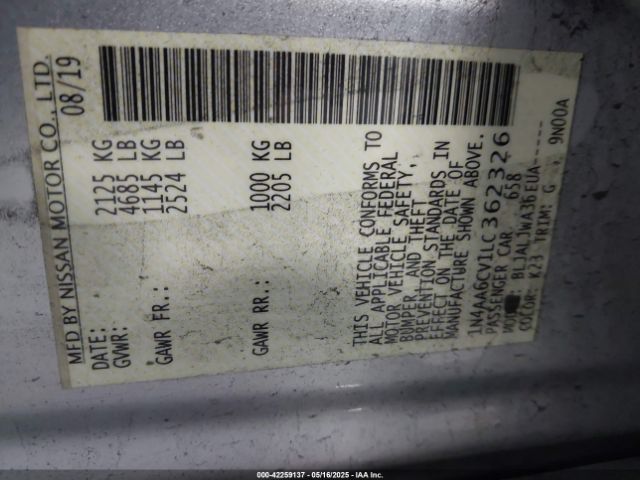 MFD BY NISSAN MOTOR CO., LTD.
DATE: 08/19
GVWR: 2125 KG
4685 LB
GAWR FR.: 1145 KG
2524 LB
GAWR RR.: 1000 KG
2205 LB
THIS VEHICLE CONFORMS TO
ALL APPLICABLE FEDERAL
MOTOR VEHICLE SAFETY,
BUMPER, AND THEFT
PREVENTION STANDARDS IN
EFFECT ON THE DATE OF
MANUFACTURE SHOWN ABOVE.
1N4AA6CV1LC362326
PASSENGER CAR 658
BLJALJWA36EUA-----
COLOR: K23 TRIM: G 9N00A
000-42259137 - 05/16/2025 - IAA Inc.